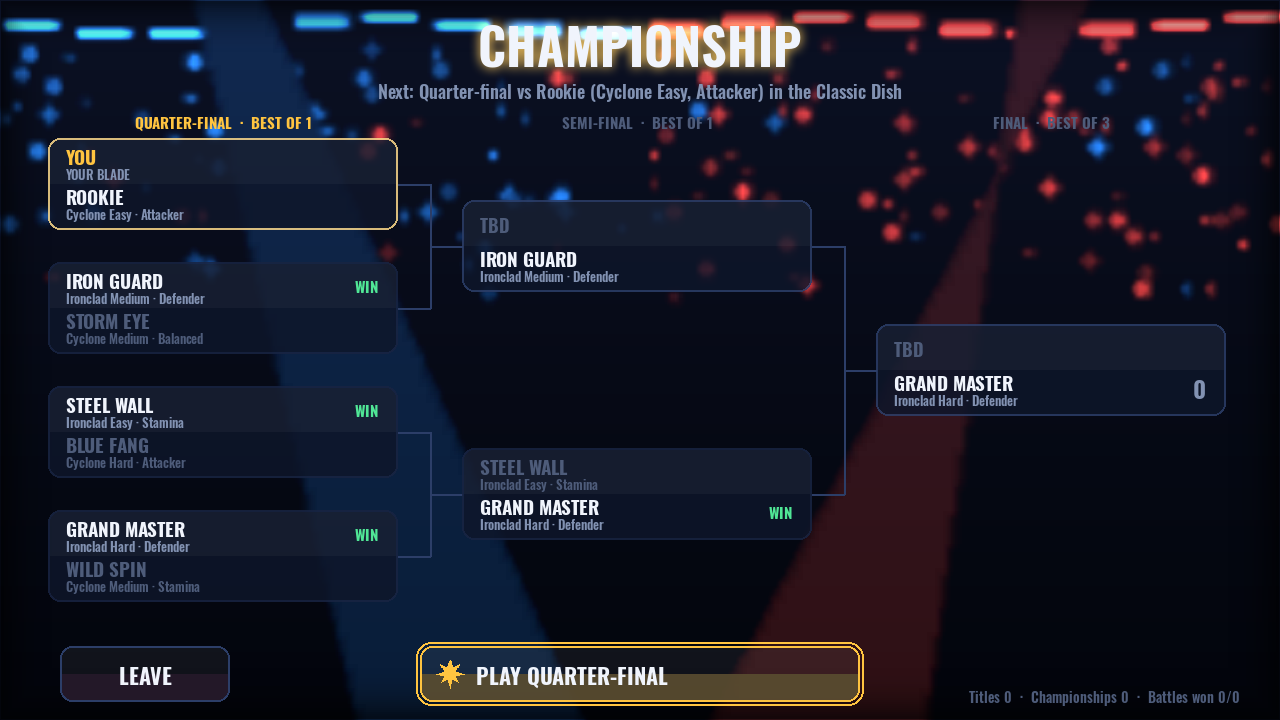 CHAMPIONSHIP
Next: Quarter-final vs Rookie (Cyclone Easy, Attacker) in the Classic Dish
QUARTER-FINAL · BEST OF 1
YOU
YOUR BLADE
ROOKIE
Cyclone Easy · Attacker
IRON GUARD
Ironclad Medium · Defender
WIN
STORM EYE
Cyclone Medium · Balanced
STEEL WALL
Ironclad Easy · Stamina
WIN
BLUE FANG
Cyclone Hard · Attacker
GRAND MASTER
Ironclad Hard · Defender
WIN
WILD SPIN
Cyclone Medium · Stamina
SEMI-FINAL · BEST OF 1
TBD
IRON GUARD
Ironclad Medium · Defender
STEEL WALL
Ironclad Easy · Stamina
GRAND MASTER
Ironclad Hard · Defender
WIN
FINAL · BEST OF 3
TBD
GRAND MASTER
Ironclad Hard · Defender
0
LEAVE
PLAY QUARTER-FINAL
Titles 0 · Championships 0 · Battles won 0/0